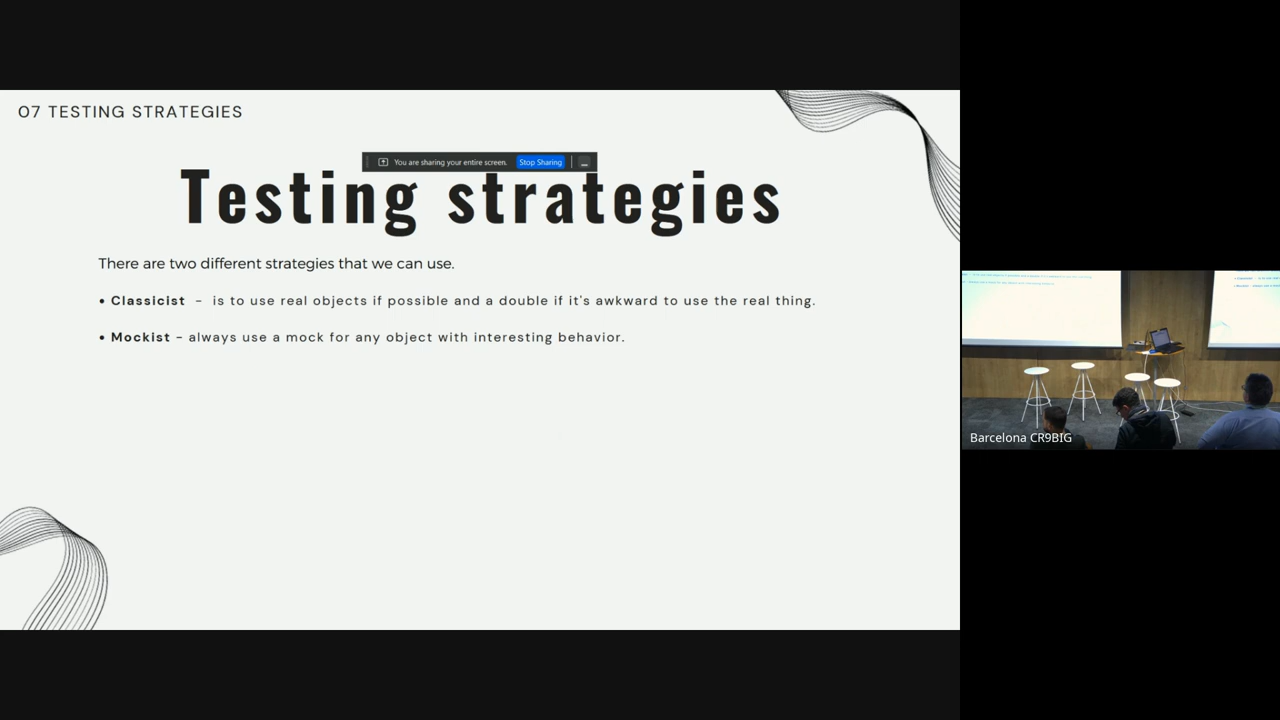 07 TESTING STRATEGIES
You are sharing your entire screen. Stop Sharing
Testing strategies
There are two different strategies that we can use.
• Classicist – is to use real objects if possible and a double if it's awkward to use the real thing.
• Mockist – always use a mock for any object with interesting behavior.
Barcelona CR9BIG